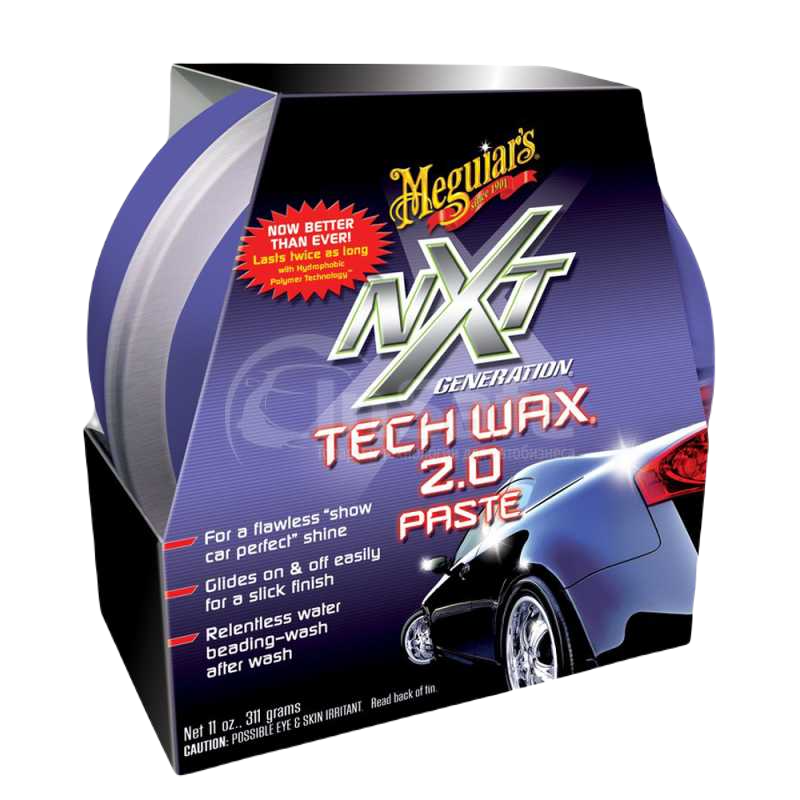 Meguiar's
since 1901
NOW BETTER
THAN EVER!
Lasts twice as long
with Hydrophobic
Polymer Technology™
NXT
GENERATION®
TECH WAX®
2.0
PASTE
For a flawless "show
car perfect" shine
Glides on & off easily
for a slick finish
Relentless water
beading–wash
after wash
Net 11 oz., 311 grams
CAUTION: POSSIBLE EYE & SKIN IRRITANT. Read back of tin.